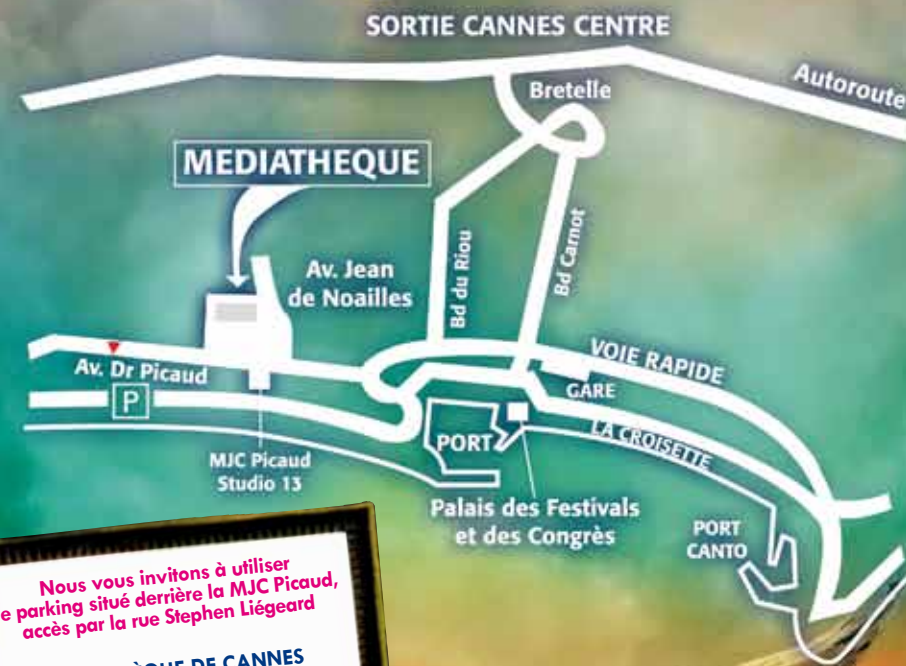 SORTIE CANNES CENTRE
Autoroute
Bretelle
MEDIATHEQUE
Bd du Riou
Bd Carnot
Av. Jean
de Noailles
VOIE RAPIDE
Av. Dr Picaud
P
GARE
LA CROISETTE
PORT
MJC Picaud
Studio 13
Palais des Festivals
et des Congrès
PORT
CANTO
Nous vous invitons à utiliser
parking situé derrière la MJC Picaud,
accès par la rue Stephen Liégeard
DE CANNES